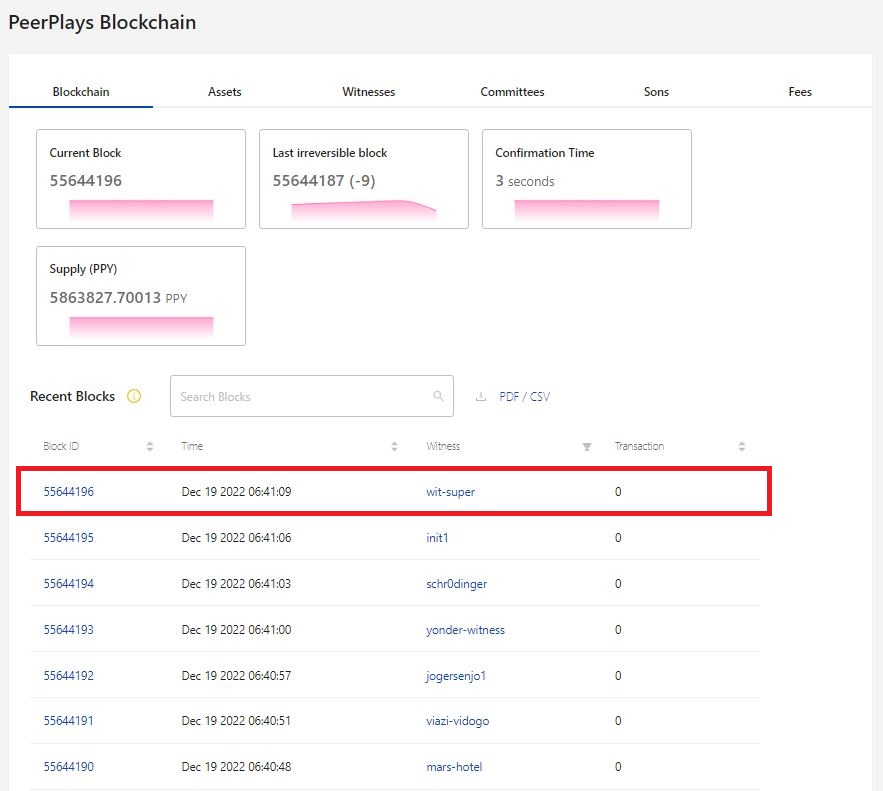 PeerPlays Blockchain
Blockchain Assets Witnesses Committees Sons Fees
Current Block Last irreversible block Confirmation Time
55644196 55644187 (-9) 3 seconds
Supply (PPY)
5863827.70013 PPY
Recent Blocks Search Blocks PDF / CSV
Block ID Time Witness Transaction
55644196 Dec 19 2022 06:41:09 wit-super 0
55644195 Dec 19 2022 06:41:06 init1 0
55644194 Dec 19 2022 06:41:03 schr0dinger 0
55644193 Dec 19 2022 06:41:00 yonder-witness 0
55644192 Dec 19 2022 06:40:57 jogersenjo1 0
55644191 Dec 19 2022 06:40:51 viazi-vidogo 0
55644190 Dec 19 2022 06:40:48 mars-hotel 0